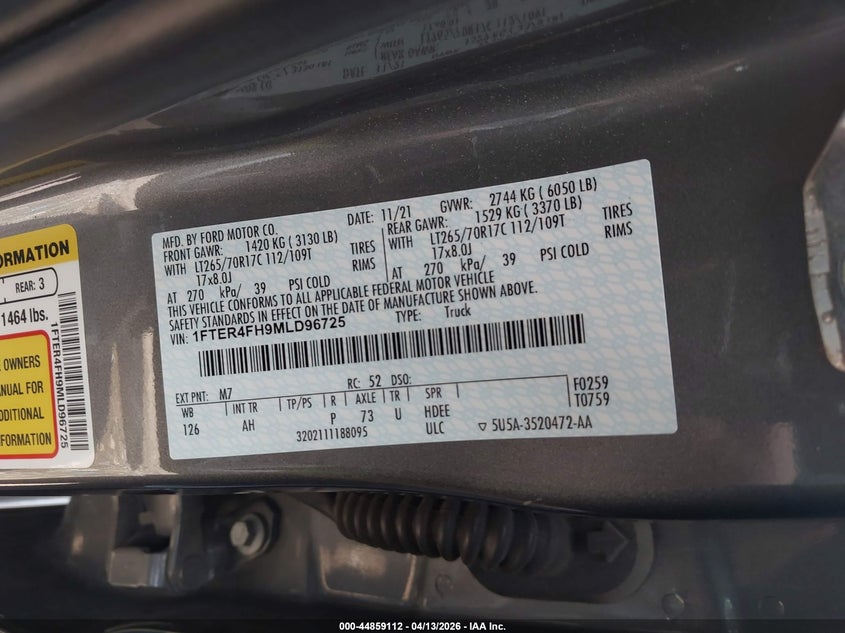 ORMATION
REAR: 3
1464 lbs.
E OWNERS
ANUAL FOR
ADDITIONAL
NFORMATION
1FTER4FH9MLD96725
MFD. BY FORD MOTOR CO.
DATE: 11/21 GVWR: 2744 KG ( 6050 LB)
FRONT GAWR: 1420 KG ( 3130 LB)
WITH LT265/70R17C 112/109T TIRES
17x8.0J RIMS
AT 270 kPa/ 39 PSI COLD
REAR GAWR: 1529 KG ( 3370 LB)
WITH LT265/70R17C 112/109T TIRES
17x8.0J RIMS
AT 270 kPa/ 39 PSI COLD
THIS VEHICLE CONFORMS TO ALL APPLICABLE FEDERAL MOTOR VEHICLE
SAFETY STANDARDS IN EFFECT ON THE DATE OF MANUFACTURE SHOWN ABOVE.
VIN: 1FTER4FH9MLD96725 TYPE: Truck
EXT PNT: M7 RC: 52 DSO: F0259
T0759
WB INT TR TP/PS R AXLE TR SPR
126 AH P 73 U HDEE
ULC
3202111188095
5U5A-3520472-AA
000-44859112 - 04/13/2026 - IAA Inc.